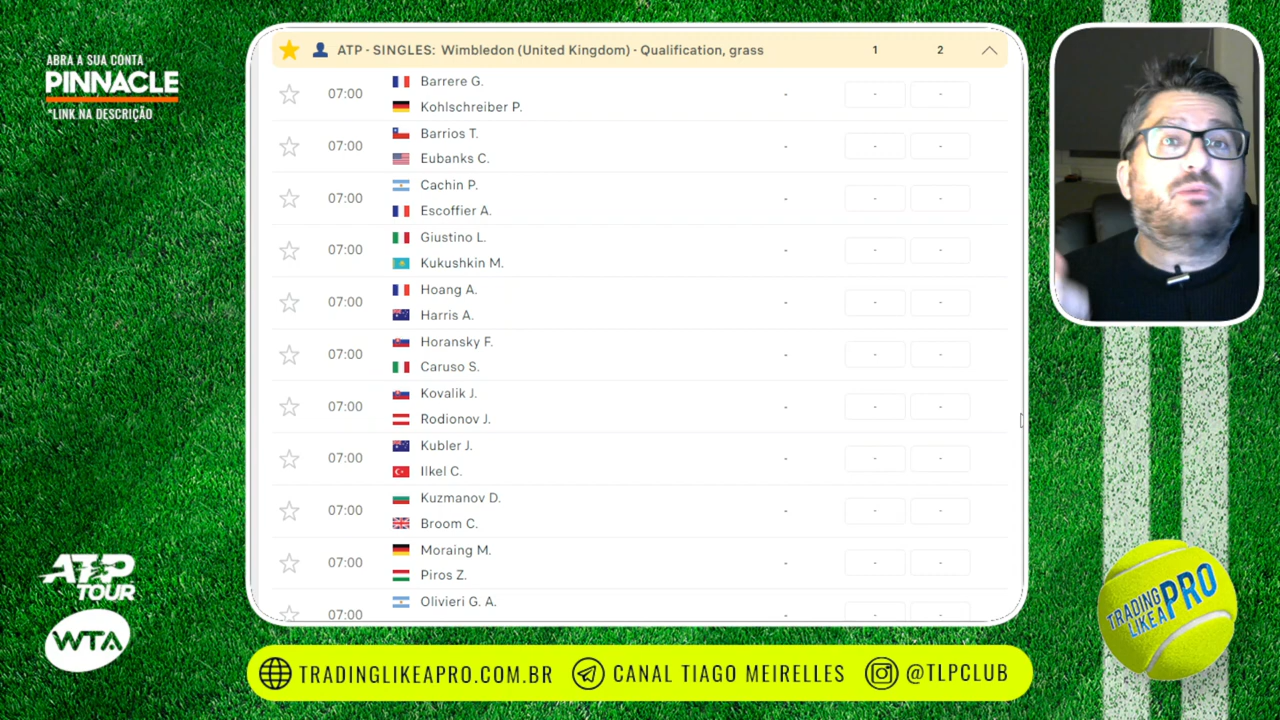 ABRA A SUA CONTA
PINNACLE
*LINK NA DESCRIÇÃO
ATP - SINGLES: Wimbledon (United Kingdom) - Qualification, grass 1 2
07:00
Barrere G.
Kohlschreiber P.
07:00
Barrios T.
Eubanks C.
07:00
Cachin P.
Escoffier A.
07:00
Giustino L.
Kukushkin M.
07:00
Hoang A.
Harris A.
07:00
Horansky F.
Caruso S.
07:00
Kovalik J.
Rodionov J.
07:00
Kubler J.
Ilkel C.
07:00
Kuzmanov D.
Broom C.
07:00
Moraing M.
Piros Z.
07:00
Olivieri G. A.
ATP
TOUR
WTA
TRADING
LIKE A
PRO
TRADINGLIKEAPRO.COM.BR CANAL TIAGO MEIRELLES @TLPCLUB